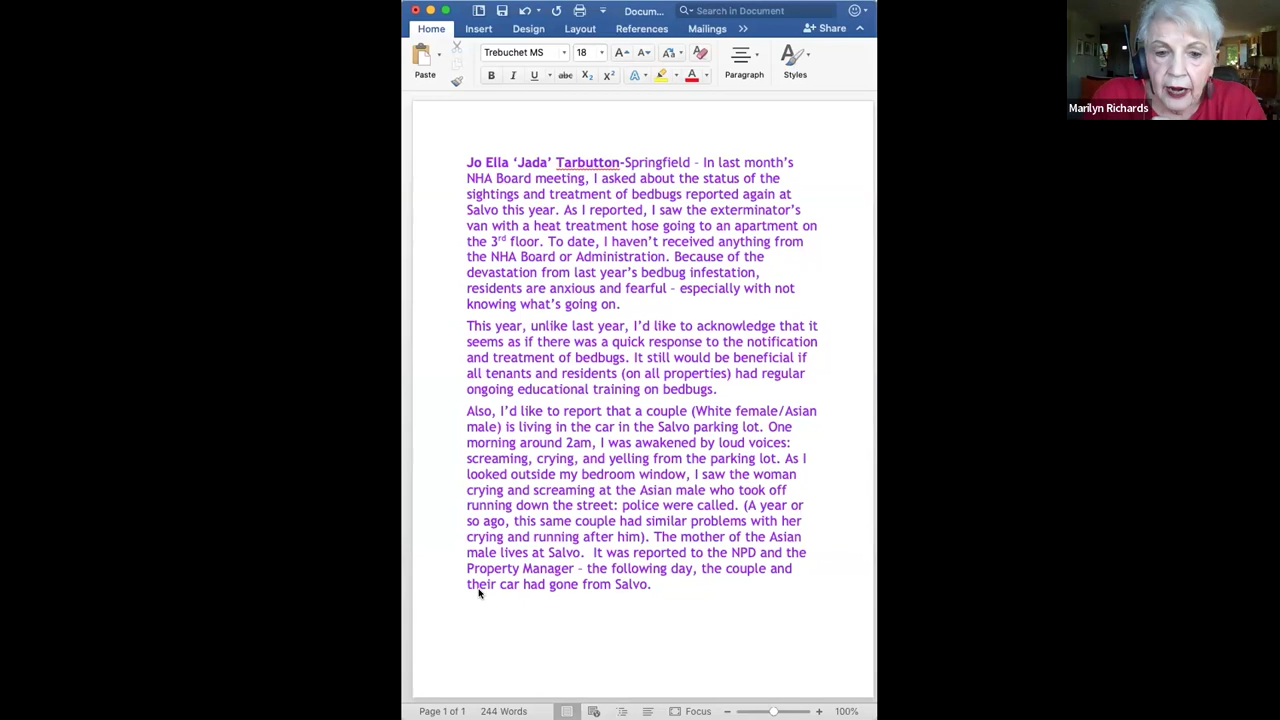 Docum...
Search in Document
Home Insert Design Layout References Mailings Share
Trebuchet MS 18
Paste
B I U abc X2 X2 A A
Paragraph
Styles
Marilyn Richards
Jo Ella ‘Jada’ Tarbutton-Springfield – In last month’s
NHA Board meeting, I asked about the status of the
sightings and treatment of bedbugs reported again at
Salvo this year. As I reported, I saw the exterminator’s
van with a heat treatment hose going to an apartment on
the 3rd floor. To date, I haven’t received anything from
the NHA Board or Administration. Because of the
devastation from last year’s bedbug infestation,
residents are anxious and fearful – especially with not
knowing what’s going on.
This year, unlike last year, I’d like to acknowledge that it
seems as if there was a quick response to the notification
and treatment of bedbugs. It still would be beneficial if
all tenants and residents (on all properties) had regular
ongoing educational training on bedbugs.
Also, I’d like to report that a couple (White female/Asian
male) is living in the car in the Salvo parking lot. One
morning around 2am, I was awakened by loud voices:
screaming, crying, and yelling from the parking lot. As I
looked outside my bedroom window, I saw the woman
crying and screaming at the Asian male who took off
running down the street: police were called. (A year or
so ago, this same couple had similar problems with her
crying and running after him). The mother of the Asian
male lives at Salvo. It was reported to the NPD and the
Property Manager – the following day, the couple and
their car had gone from Salvo.
Page 1 of 1 244 Words Focus 100%